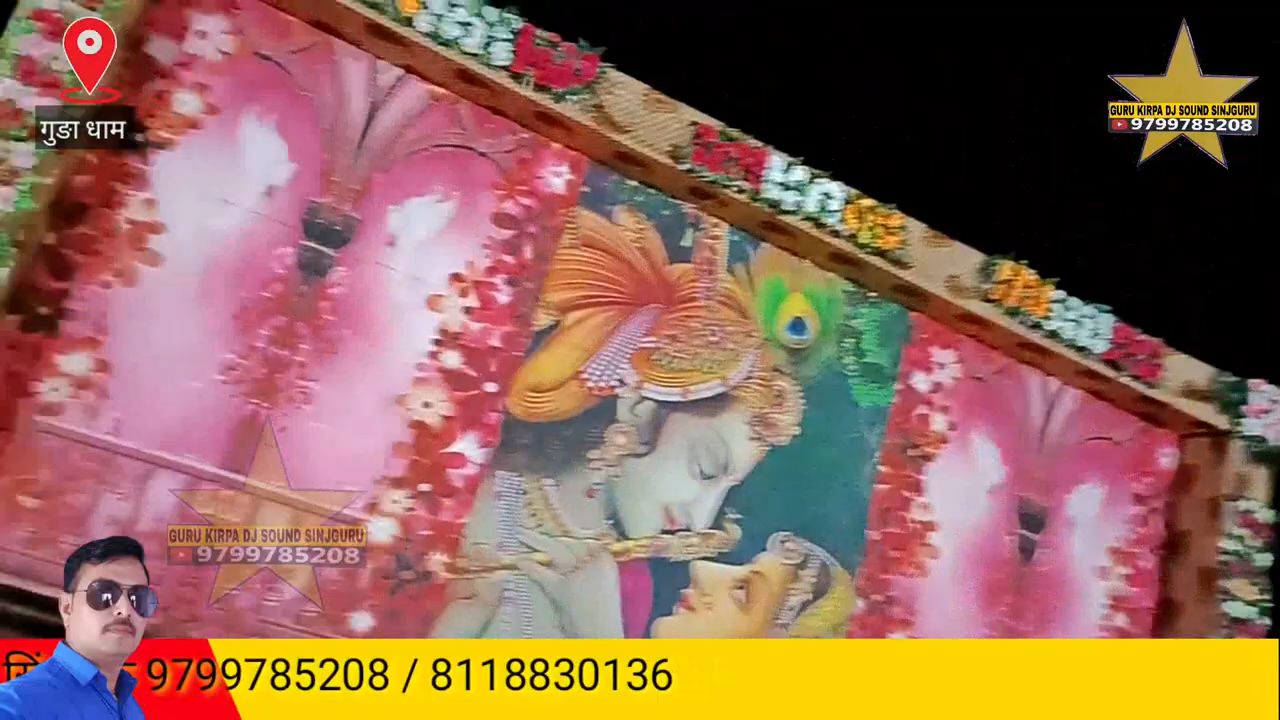 गुडा धाम
GURU KIRPA DJ SOUND SINJGURU
9799785208
GURU KIRPA DJ SOUND SINJGURU
9799785208
9799785208 / 8118830136